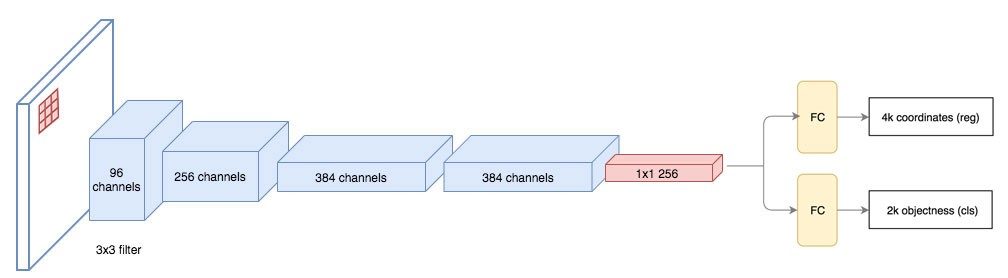 96
channels
256 channels
384 channels
384 channels
1x1 256
FC
4k coordinates (reg)
FC
2k objectness (cls)
3x3 filter